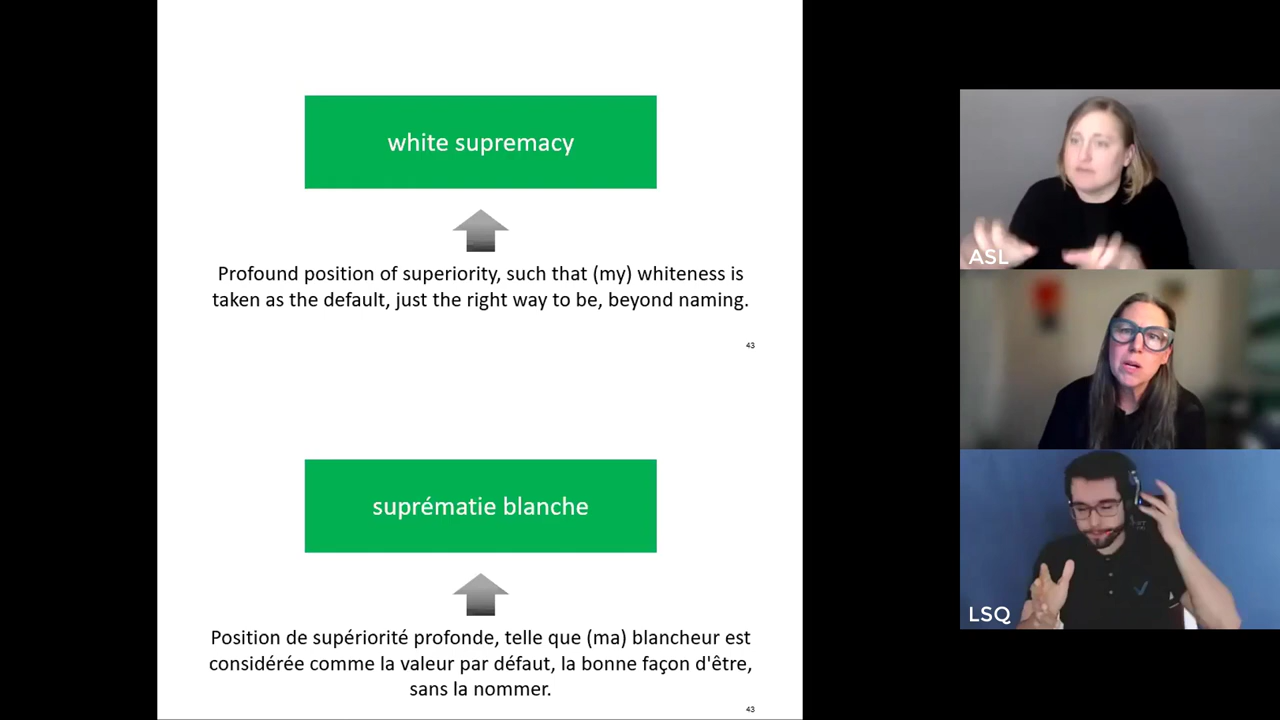 white supremacy
Profound position of superiority, such that (my) whiteness is
taken as the default, just the right way to be, beyond naming.
43
suprématie blanche
Position de supériorité profonde, telle que (ma) blancheur est
considérée comme la valeur par défaut, la bonne façon d'être,
sans la nommer.
43
ASL
LSQ